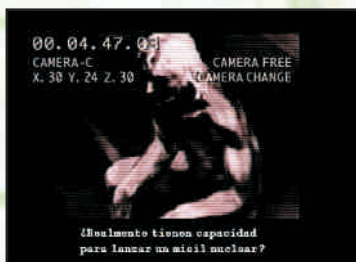 00.04.47.03
CAMERA-C
CAMERA FREE
X. 30 Y. 24 Z. 30
CAMERA CHANGE
¿Realmente tienen capacidad
para lanzar un misil nuclear?